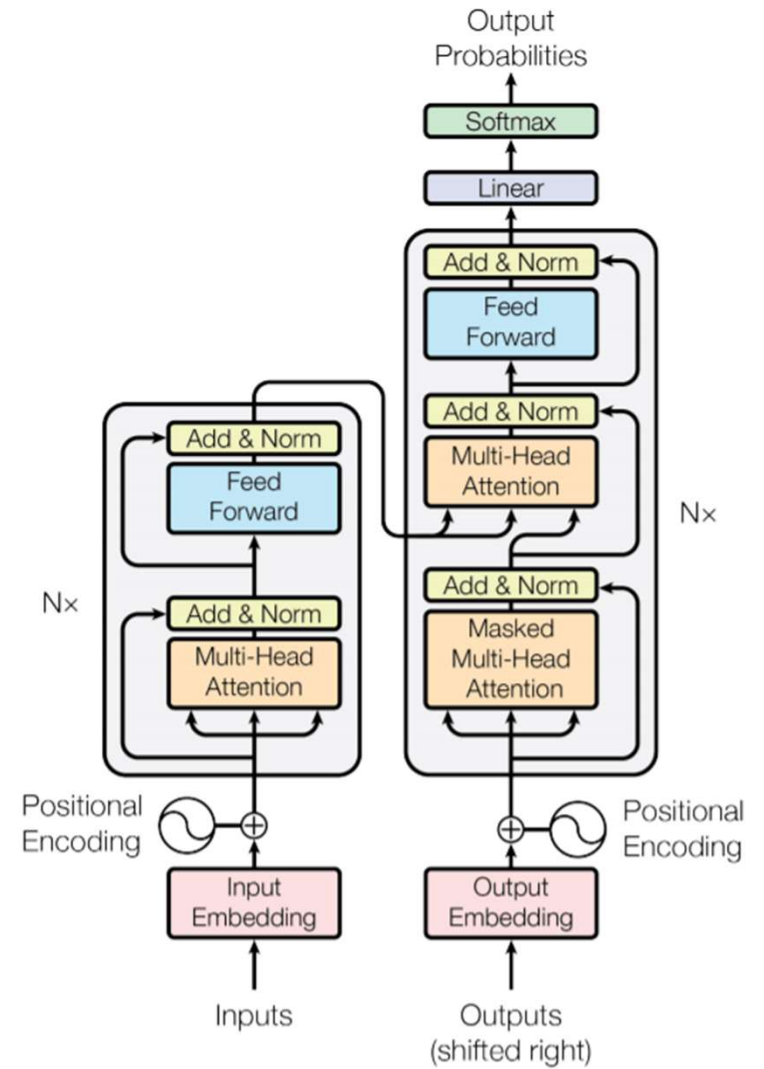 Output
Probabilities
Softmax
Linear
Add & Norm
Feed
Forward
Add & Norm
Multi-Head
Attention
Nx
Add & Norm
Masked
Multi-Head
Attention
Add & Norm
Feed
Forward
Nx
Add & Norm
Multi-Head
Attention
Positional
Encoding
Positional
Encoding
Input
Embedding
Output
Embedding
Inputs
Outputs
(shifted right)